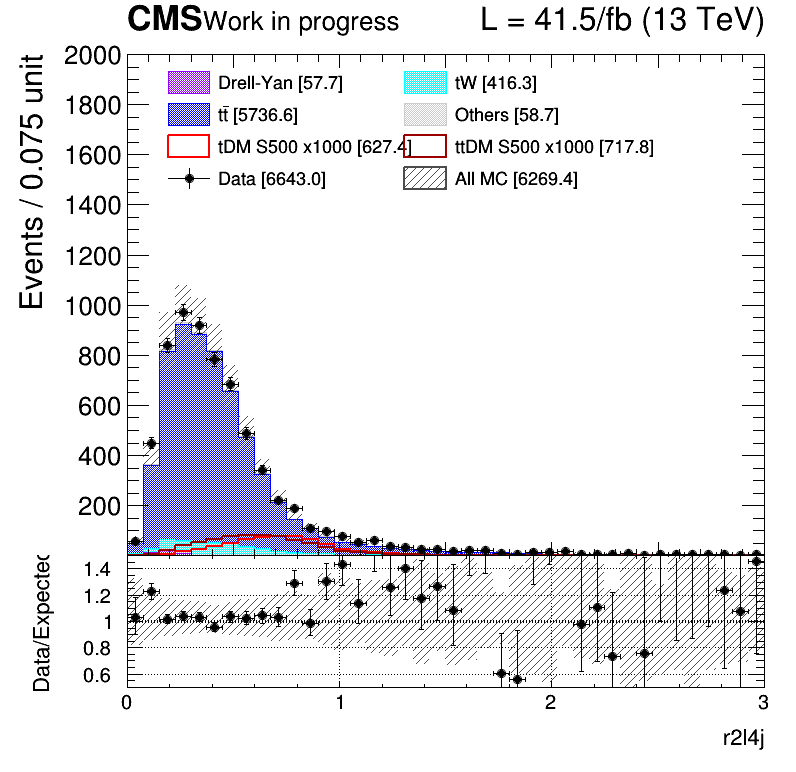 CMS Work in progress L = 41.5/fb (13 TeV)
Events / 0.075 unit
2000
1800
1600
1400
1200
1000
800
600
400
200
Drell-Yan [57.7]
tW [416.3]
tt̄ [5736.6]
Others [58.7]
tDM S500 x1000 [627.4]
ttDM S500 x1000 [717.8]
Data [6643.0]
All MC [6269.4]
Data/Expected
1.4
1.2
1
0.8
0.6
0 1 2 3
r2l4j